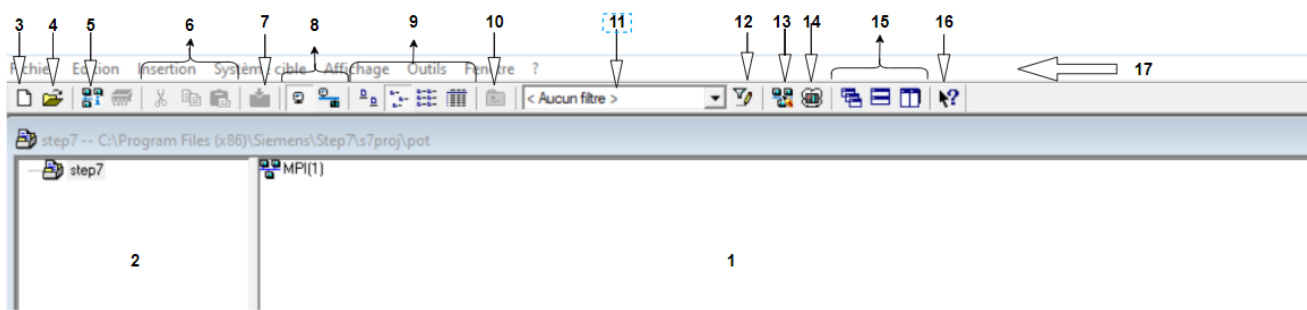 3 4 5 6 7 8 9 10 11 12 13 14 15 16
Fichier Edition Insertion Système cible Affichage Outils Fenêtre ? 17
< Aucun filtre >
step7 -- C:\Program Files (x86)\Siemens\Step7\s7proj\pot
step7 MPI(1)
2 1